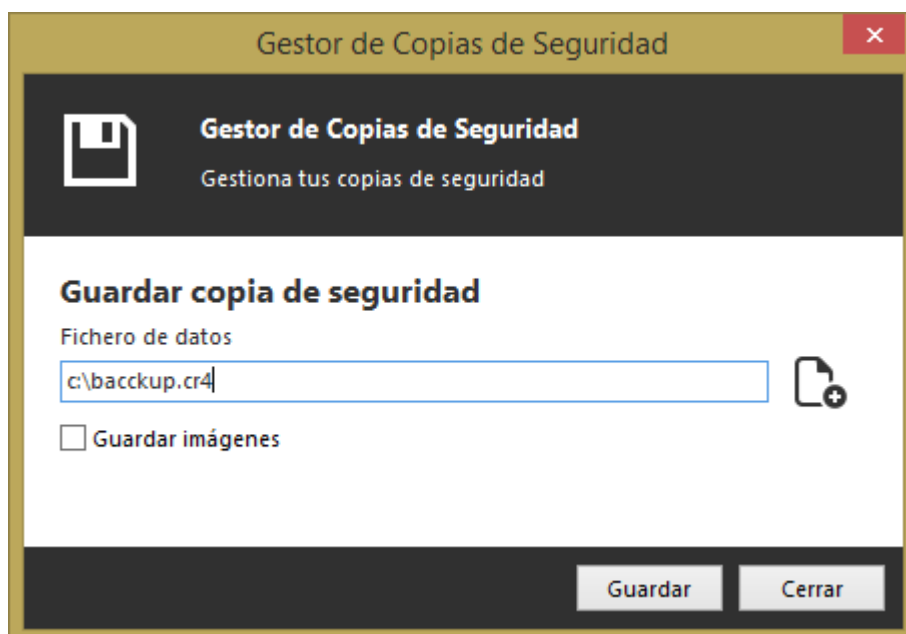 Gestor de Copias de Seguridad
Gestor de Copias de Seguridad
Gestiona tus copias de seguridad
Guardar copia de seguridad
Fichero de datos
c:\bacckup.cr4
Guardar imágenes
Guardar Cerrar